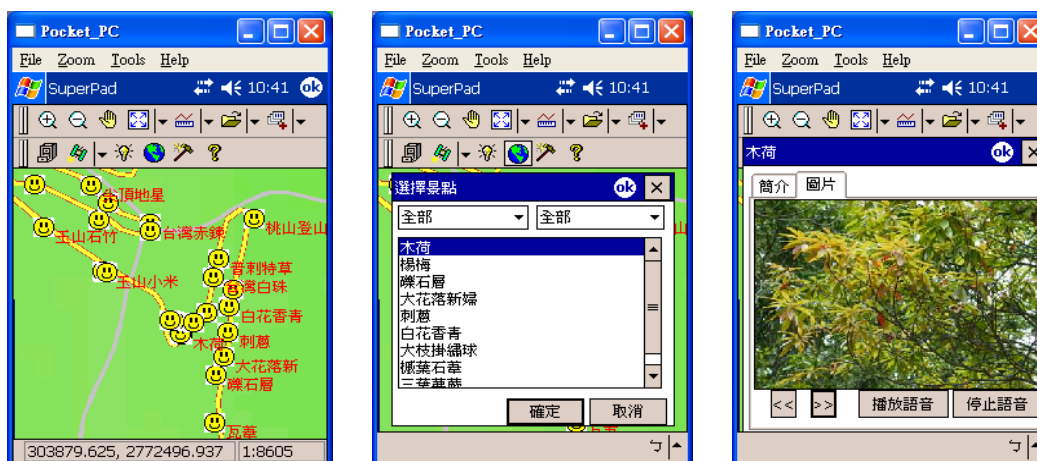 Pocket_PC
File Zoom Tools Help
SuperPad 10:41 ok
尖頂地星
玉山石竹
台灣赤楝
桃山登山
玉山小米
普刺特草
台灣白珠
白花香青
木荷
刺蔥
大花落新
礫石層
瓦葦
303879.625, 2772496.937 1:8605
Pocket_PC
File Zoom Tools Help
SuperPad 10:41
選擇景點 ok
全部 全部
木荷
楊梅
礫石層
大花落新婦
刺蔥
白花香青
大枝掛繡球
槭葉石葦
確定 取消
ㄅ
Pocket_PC
File Zoom Tools Help
SuperPad 10:41
木荷 ok
簡介 圖片
<< >> 播放語音 停止語音
ㄅ